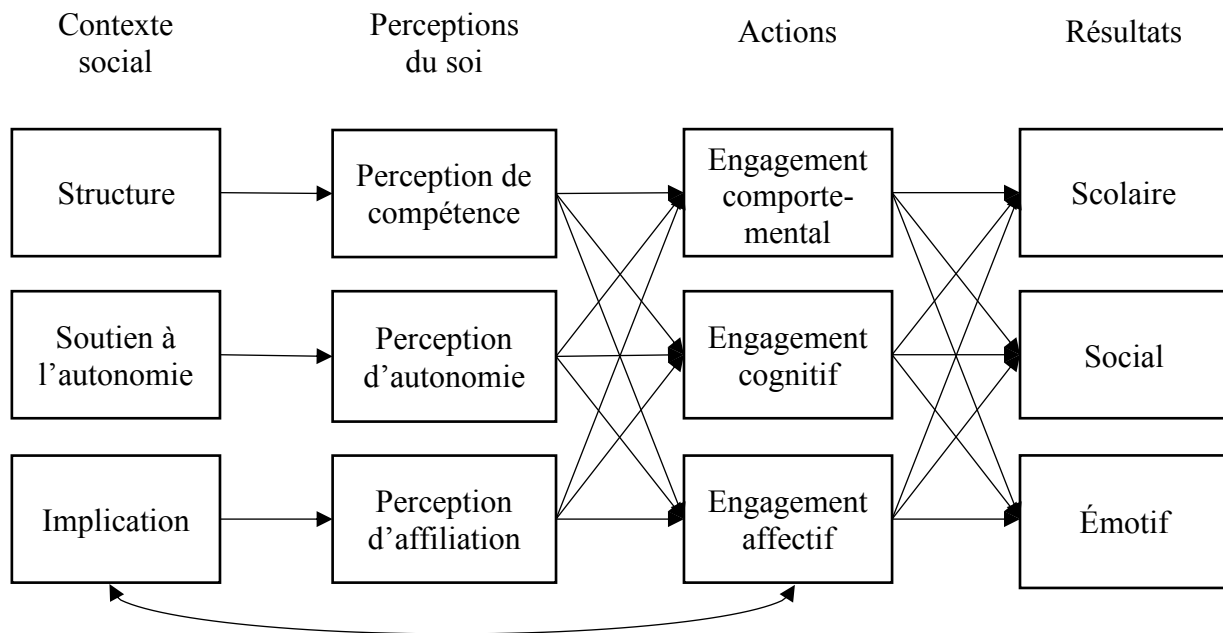 Contexte
social
Perceptions
du soi
Actions
Résultats
Structure
Perception de
compétence
Engagement
comporte-
mental
Scolaire
Soutien à
l’autonomie
Perception
d’autonomie
Engagement
cognitif
Social
Implication
Perception
d’affiliation
Engagement
affectif
Émotif